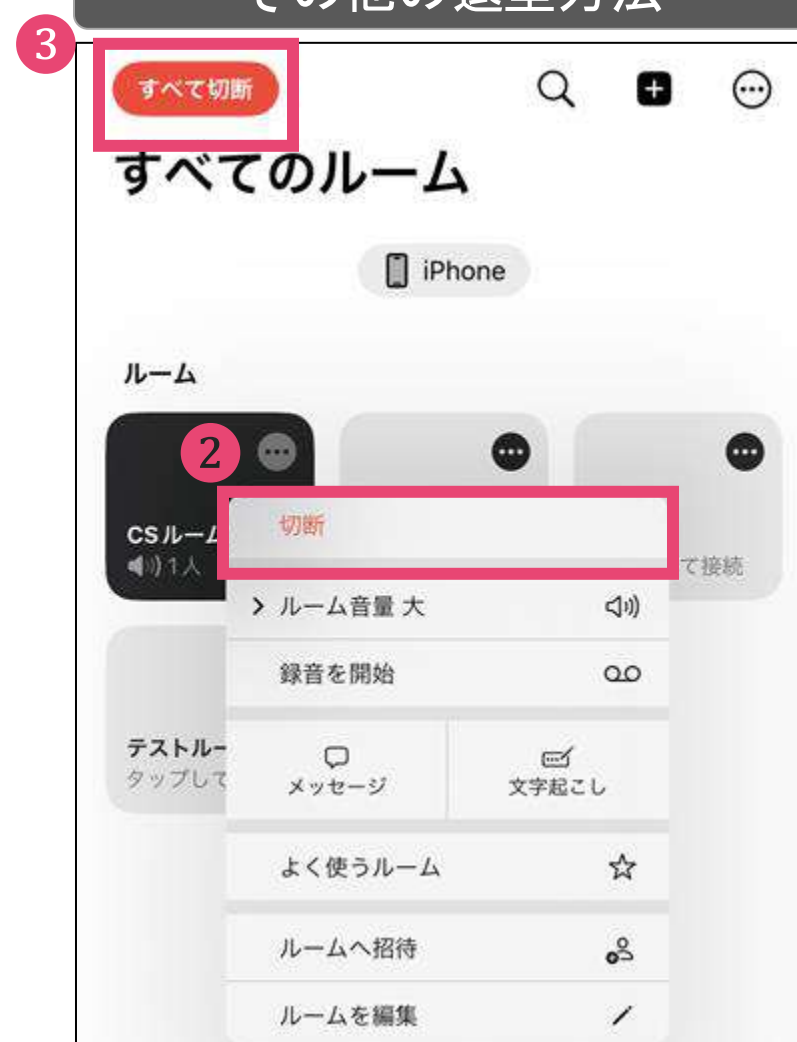 その他の退室方法
3
すべて切断
すべてのルーム
iPhone
ルーム
2
CSルーム
1人
切断
て接続
ルーム音量 大
録音を開始
テストルー
タップして
メッセージ
文字起こし
よく使うルーム
ルームへ招待
ルームを編集